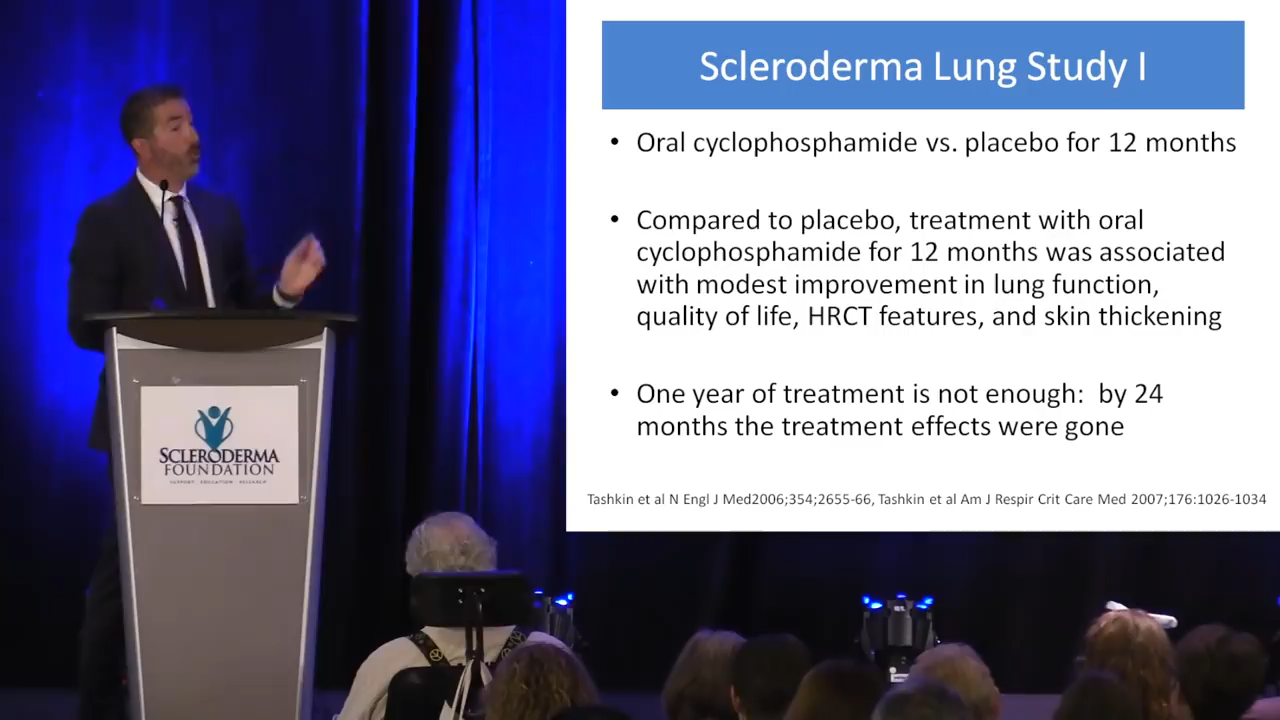 Scleroderma Lung Study I
• Oral cyclophosphamide vs. placebo for 12 months
• Compared to placebo, treatment with oral
cyclophosphamide for 12 months was associated
with modest improvement in lung function,
quality of life, HRCT features, and skin thickening
• One year of treatment is not enough:  by 24
months the treatment effects were gone
Tashkin et al N Engl J Med2006;354;2655-66, Tashkin et al Am J Respir Crit Care Med 2007;176:1026-1034
SCLERODERMA
FOUNDATION
SUPPORT · EDUCATION · RESEARCH